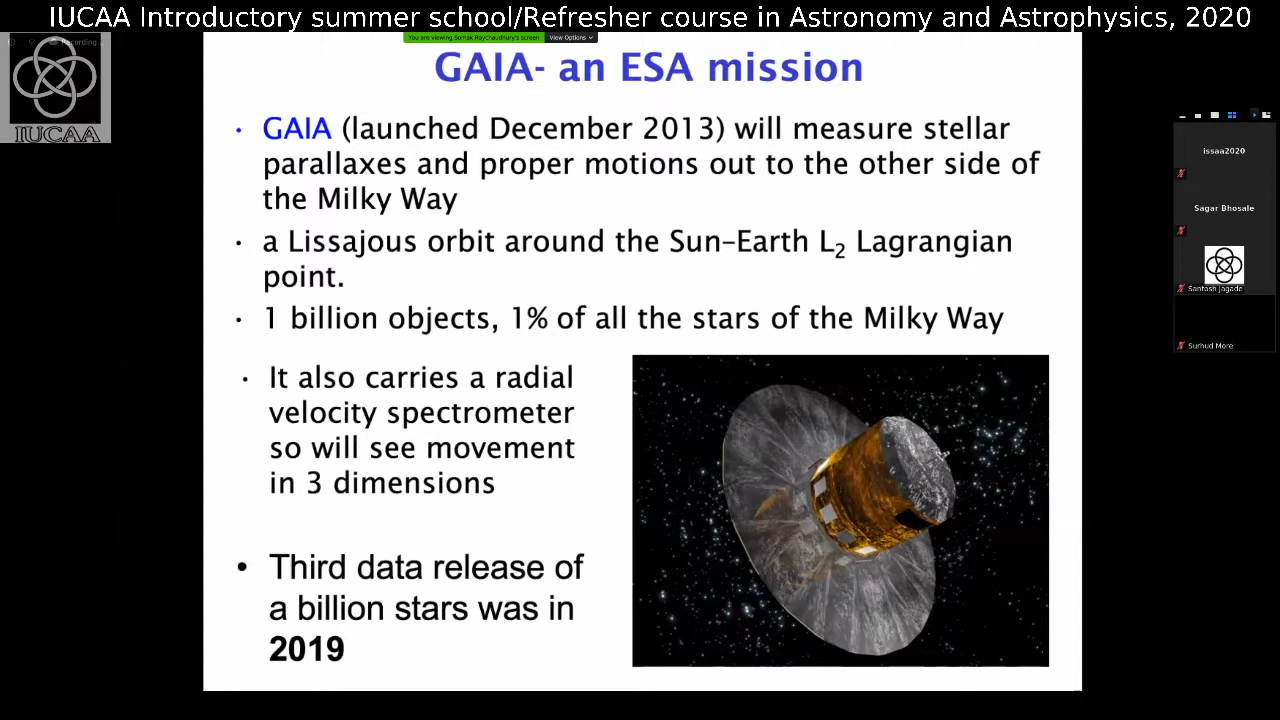 IUCAA Introductory summer school/Refresher course in Astronomy and Astrophysics, 2020
Recording...
You are viewing Somak Raychaudhury's screen
View Options
IUCAA
GAIA- an ESA mission
• GAIA (launched December 2013) will measure stellar
parallaxes and proper motions out to the other side of
the Milky Way
• a Lissajous orbit around the Sun–Earth L₂ Lagrangian
point.
• 1 billion objects, 1% of all the stars of the Milky Way
• It also carries a radial
velocity spectrometer
so will see movement
in 3 dimensions
• Third data release of
a billion stars was in
2019
issaa2020
Sagar Bhosale
Santosh Jagade
Surhud More